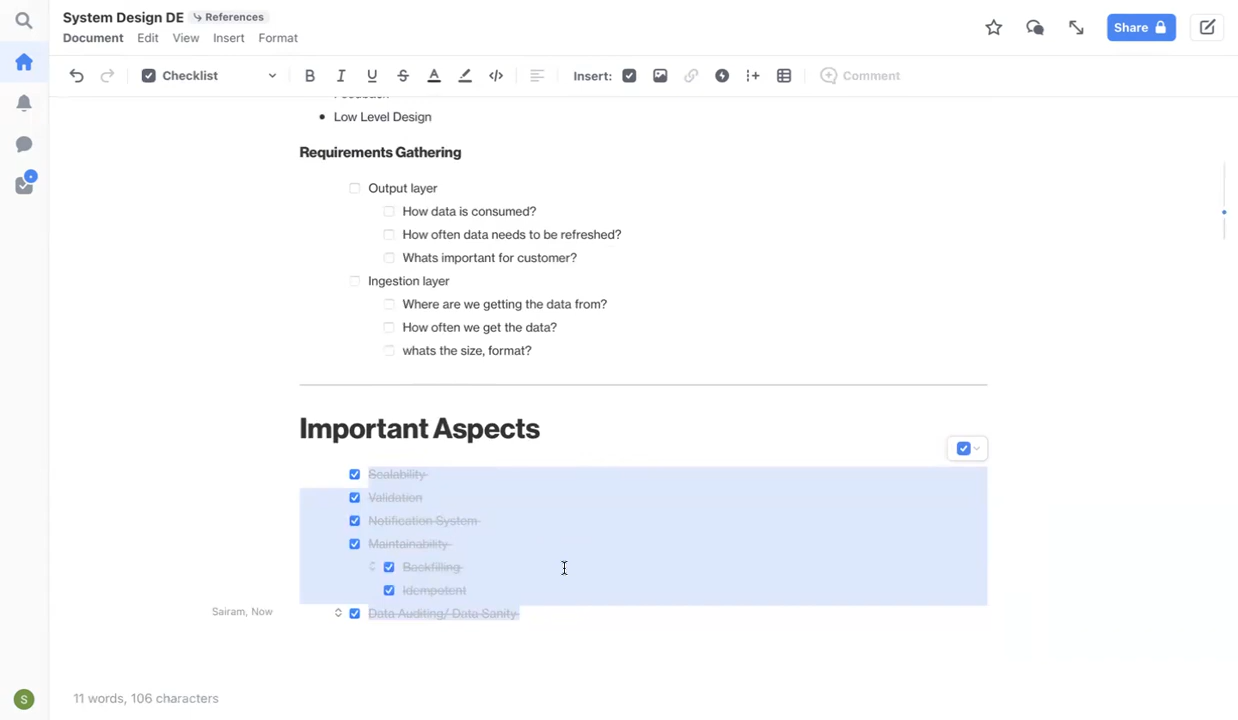 System Design DE
References
Document Edit View Insert Format
Share
Checklist
B I U S A
Insert:
Comment
Feedback
Low Level Design
Requirements Gathering
Output layer
How data is consumed?
How often data needs to be refreshed?
Whats important for customer?
Ingestion layer
Where are we getting the data from?
How often we get the data?
whats the size, format?
Important Aspects
Scalability
Validation
Notification System
Maintainability
Backfilling
Idempotent
Sairam, Now
Data Auditing/ Data Sanity
S
11 words, 106 characters